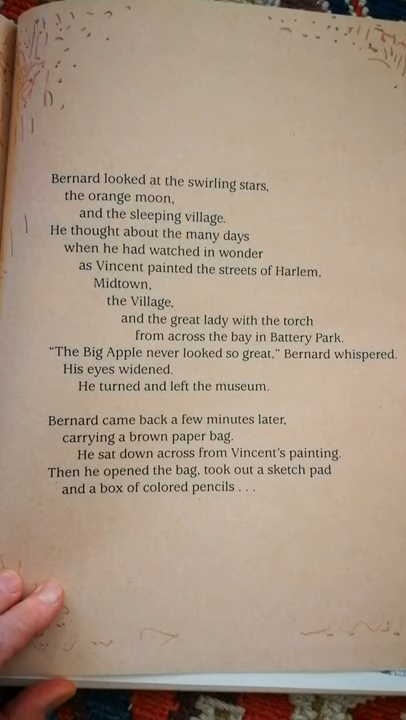 Bernard looked at the swirling stars,
the orange moon,
and the sleeping village.
He thought about the many days
when he had watched in wonder
as Vincent painted the streets of Harlem,
Midtown,
the Village,
and the great lady with the torch
from across the bay in Battery Park.
"The Big Apple never looked so great," Bernard whispered.
His eyes widened.
He turned and left the museum.
Bernard came back a few minutes later,
carrying a brown paper bag.
He sat down across from Vincent's painting.
Then he opened the bag, took out a sketch pad
and a box of colored pencils . . .